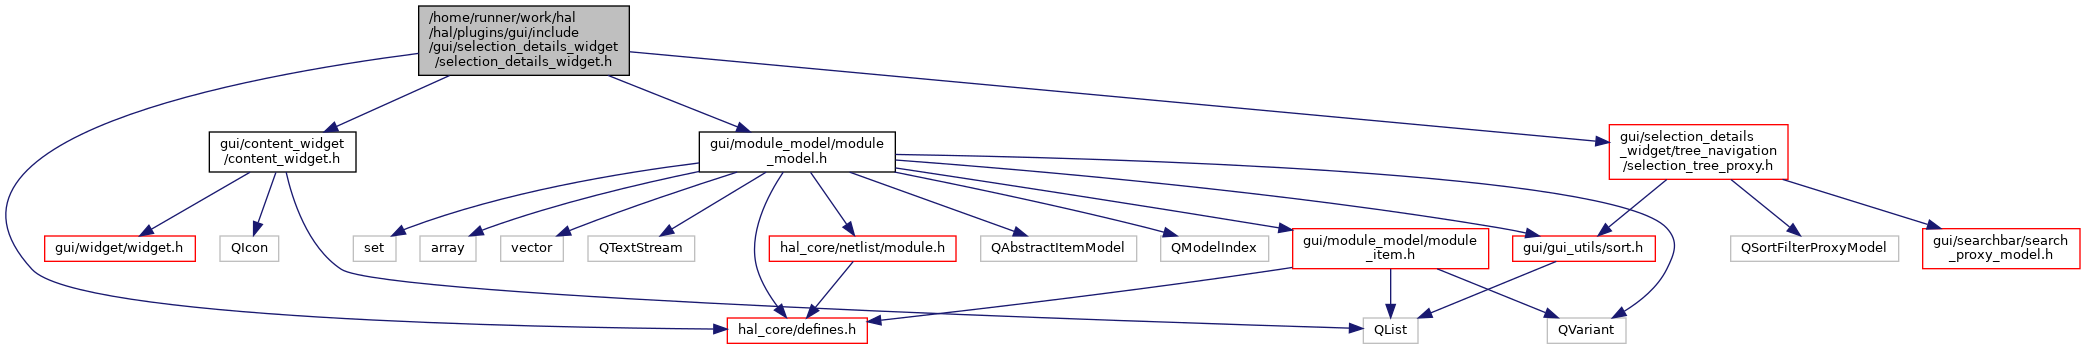 /home/runner/work/hal
/hal/plugins/gui/include
/gui/selection_details_widget
/selection_details_widget.h
gui/content_widget
/content_widget.h
gui/module_model/module
_model.h
gui/selection_details
_widget/tree_navigation
/selection_tree_proxy.h
gui/widget/widget.h
QIcon
set
array
vector
QTextStream
hal_core/netlist/module.h
QAbstractItemModel
QModelIndex
gui/module_model/module
_item.h
gui/gui_utils/sort.h
QSortFilterProxyModel
gui/searchbar/search
_proxy_model.h
hal_core/defines.h
QList
QVariant